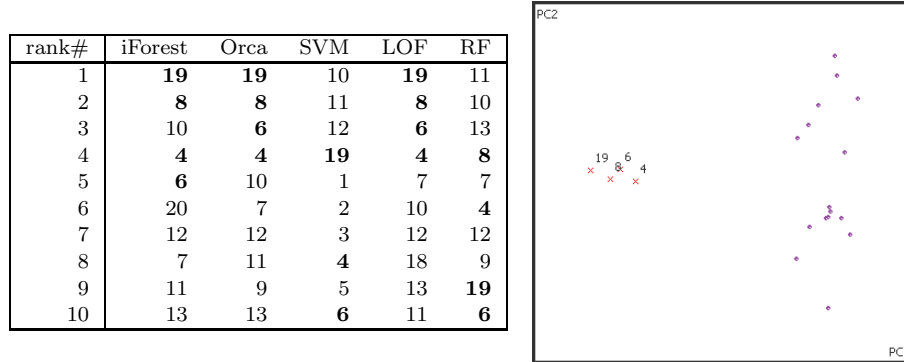 rank# iForest Orca SVM LOF RF
1 19 19 10 19 11
2 8 8 11 8 10
3 10 6 12 6 13
4 4 4 19 4 8
5 6 10 1 7 7
6 20 7 2 10 4
7 12 12 3 12 12
8 7 11 4 18 9
9 11 9 5 13 19
10 13 13 6 11 6
PC2
19 8 6 4
PC